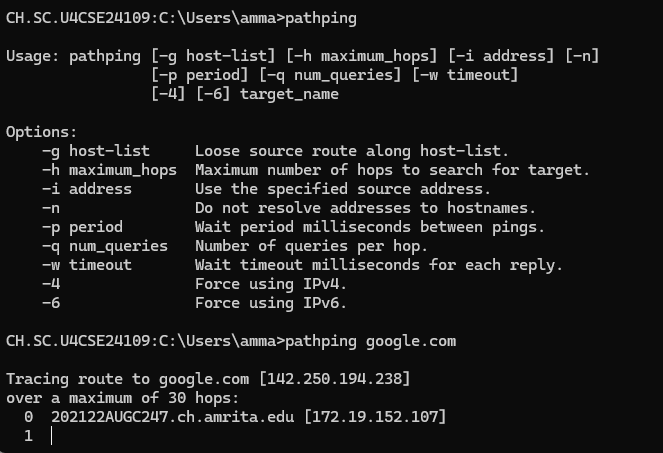 CH.SC.U4CSE24109:C:\Users\amma>pathping
Usage: pathping [-g host-list] [-h maximum_hops] [-i address] [-n]
[-p period] [-q num_queries] [-w timeout]
[-4] [-6] target_name
Options:
-g host-list Loose source route along host-list.
-h maximum_hops Maximum number of hops to search for target.
-i address Use the specified source address.
-n Do not resolve addresses to hostnames.
-p period Wait period milliseconds between pings.
-q num_queries Number of queries per hop.
-w timeout Wait timeout milliseconds for each reply.
-4 Force using IPv4.
-6 Force using IPv6.
CH.SC.U4CSE24109:C:\Users\amma>pathping google.com
Tracing route to google.com [142.250.194.238]
over a maximum of 30 hops:
0 202122AUGC247.ch.amrita.edu [172.19.152.107]
1